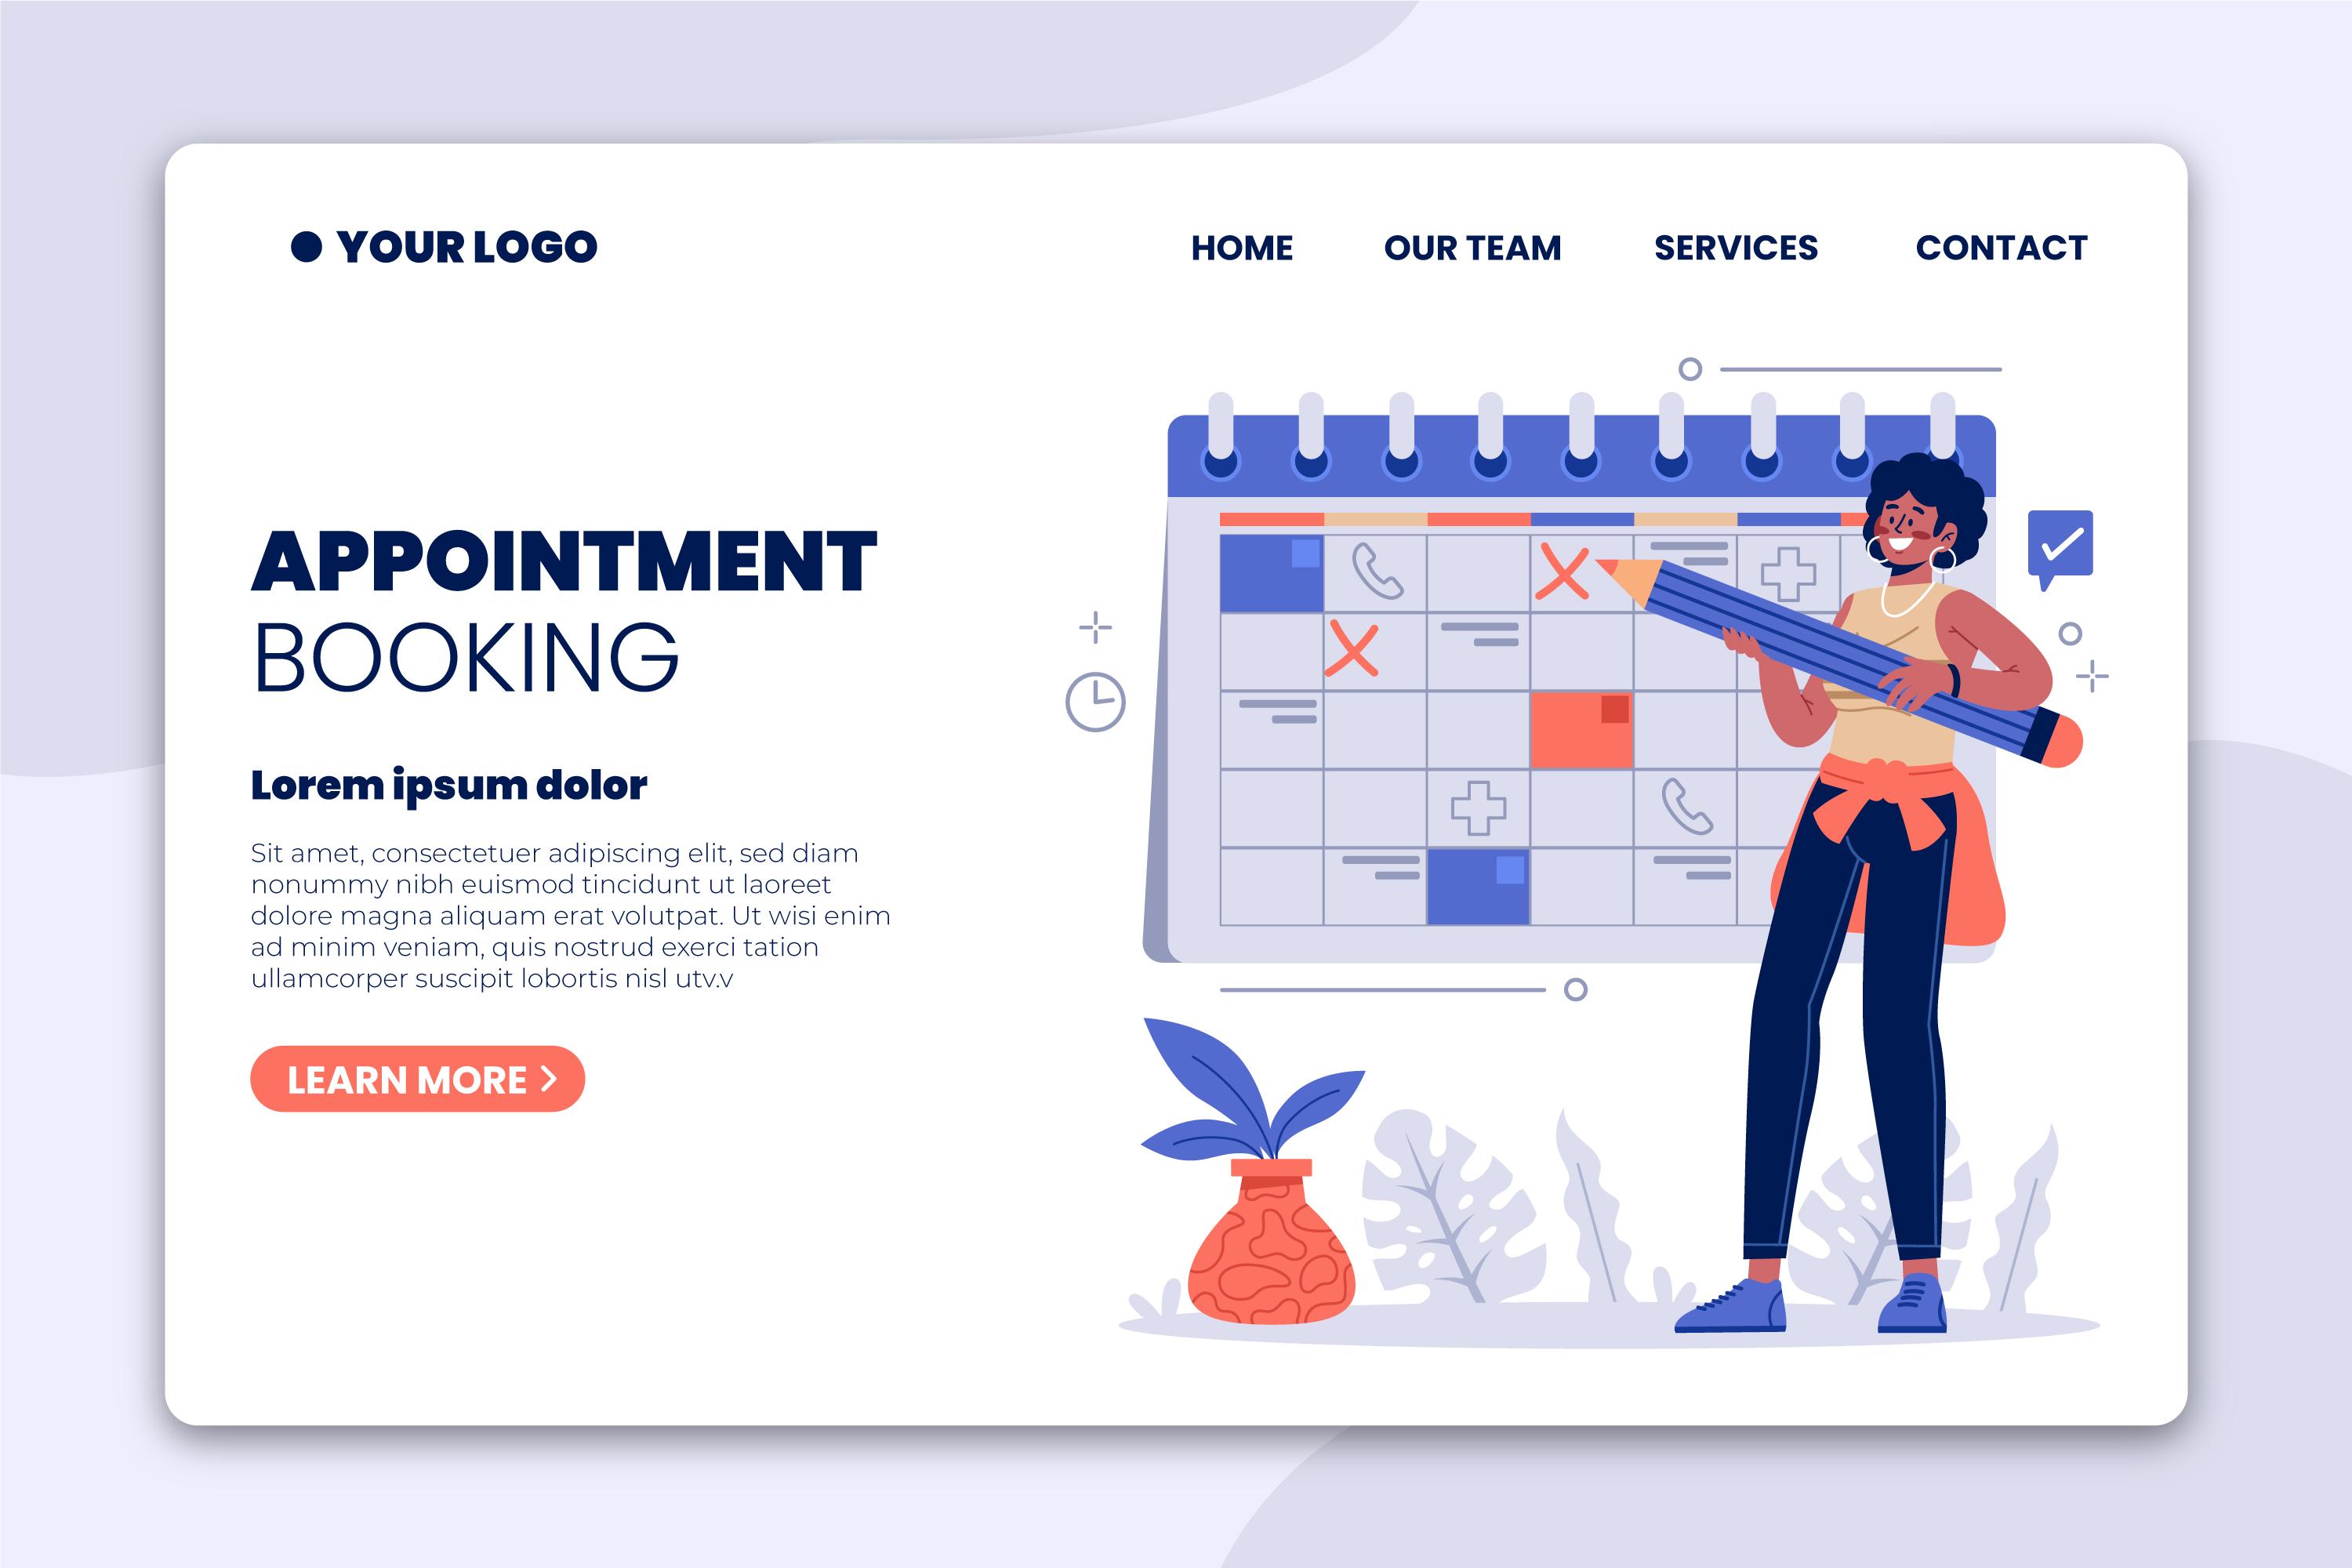 YOUR LOGO
HOME OUR TEAM SERVICES CONTACT
APPOINTMENT
BOOKING
Lorem ipsum dolor
Sit amet, consectetuer adipiscing elit, sed diam
nonummy nibh euismod tincidunt ut laoreet
dolore magna aliquam erat volutpat. Ut wisi enim
ad minim veniam, quis nostrud exerci tation
ullamcorper suscipit lobortis nisl utv.v
LEARN MORE